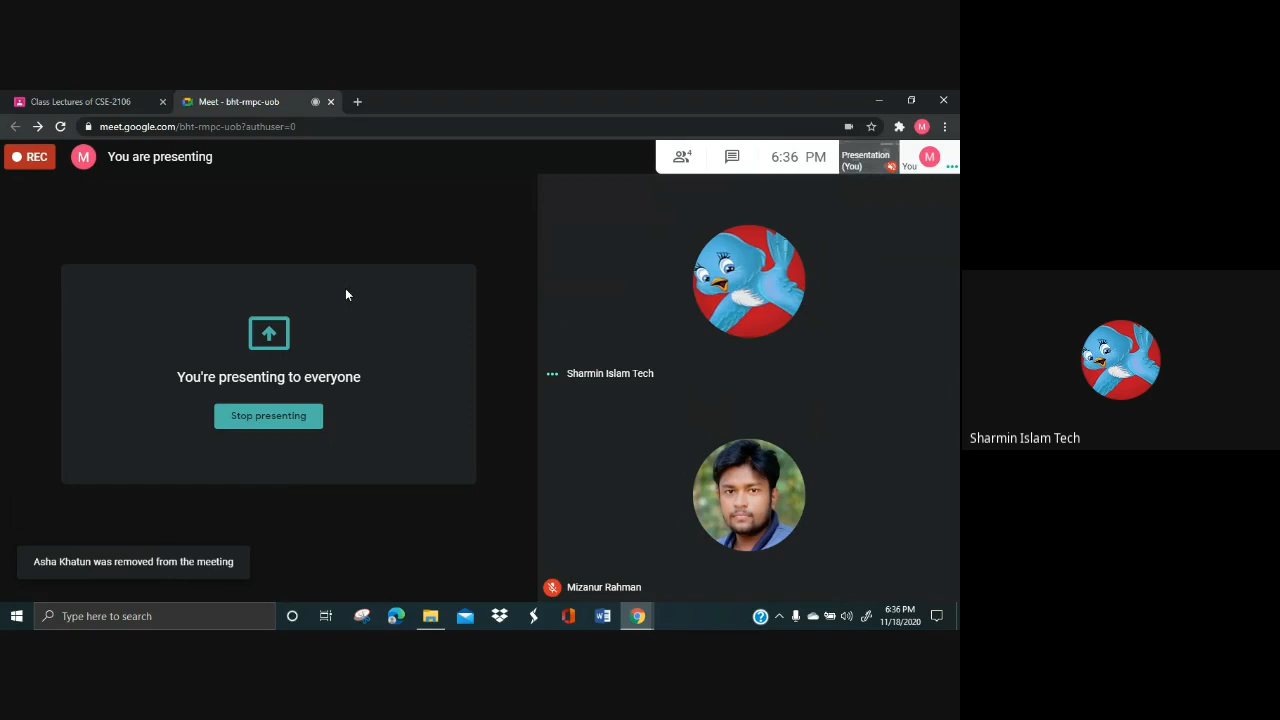 Class Lectures of CSE-2106
Meet - bht-rmpc-uob
meet.google.com/bht-rmpc-uob?authuser=0
M
REC
M
You are presenting
4
6:36 PM
Presentation
(You)
You
M
You're presenting to everyone
Stop presenting
Sharmin Islam Tech
Asha Khatun was removed from the meeting
Mizanur Rahman
Type here to search
6:36 PM
11/18/2020
Sharmin Islam Tech